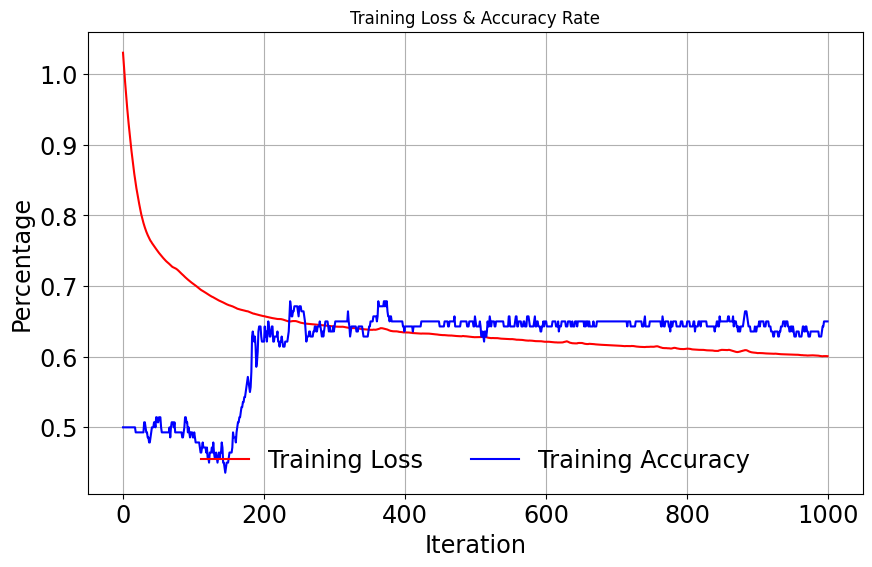 Training Loss & Accuracy Rate
1.0
0.9
0.8
0.7
0.6
0.5
Percentage
Training Loss
Training Accuracy
0 200 400 600 800 1000
Iteration